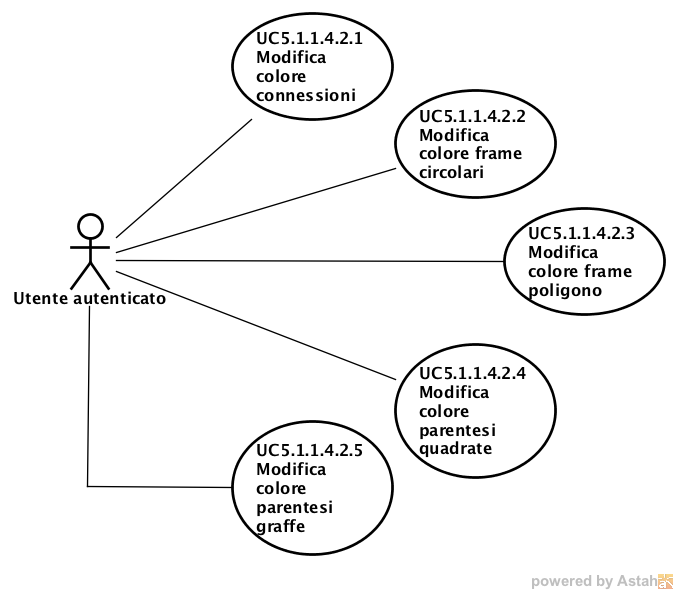 UC5.1.1.4.2.1
Modifica
colore
connessioni
UC5.1.1.4.2.2
Modifica
colore frame
circolari
UC5.1.1.4.2.3
Modifica
colore frame
poligono
Utente autenticato
UC5.1.1.4.2.4
Modifica
colore
parentesi
quadrate
UC5.1.1.4.2.5
Modifica
colore
parentesi
graffe
powered by Astah